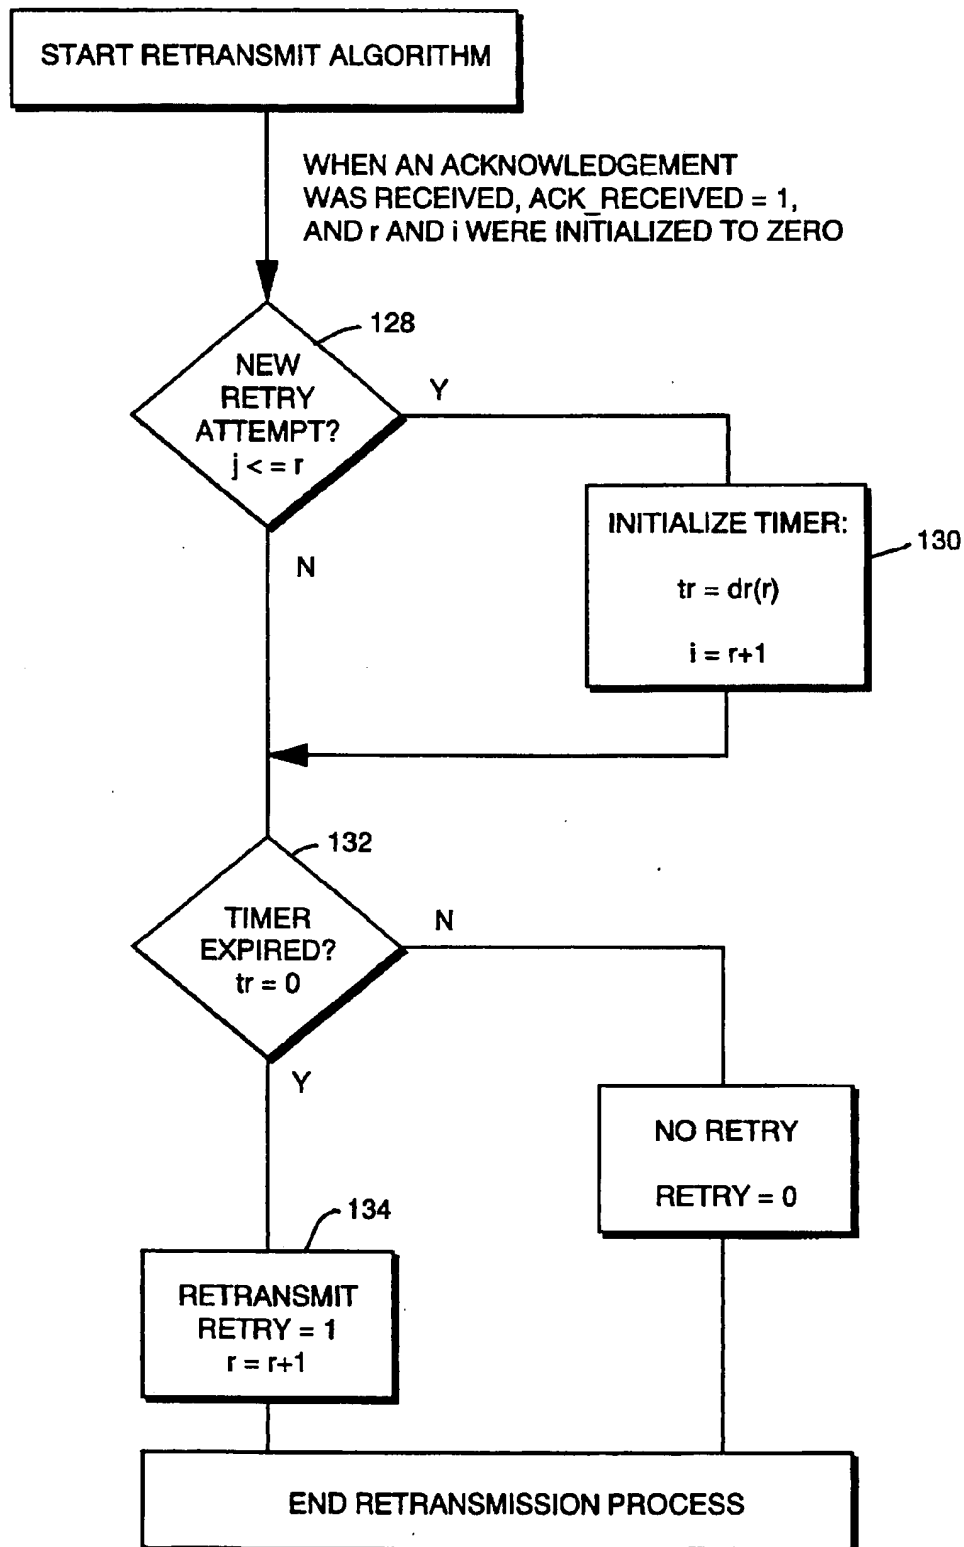 START RETRANSMIT ALGORITHM
WHEN AN ACKNOWLEDGEMENT
WAS RECEIVED, ACK_RECEIVED = 1,
AND r AND i WERE INITIALIZED TO ZERO
128
NEW
RETRY
ATTEMPT?
j < = r
Y
N
INITIALIZE TIMER:
tr = dr(r)
i = r+1
130
132
TIMER
EXPIRED?
tr = 0
N
Y
NO RETRY
RETRY = 0
134
RETRANSMIT
RETRY = 1
r = r+1
END RETRANSMISSION PROCESS